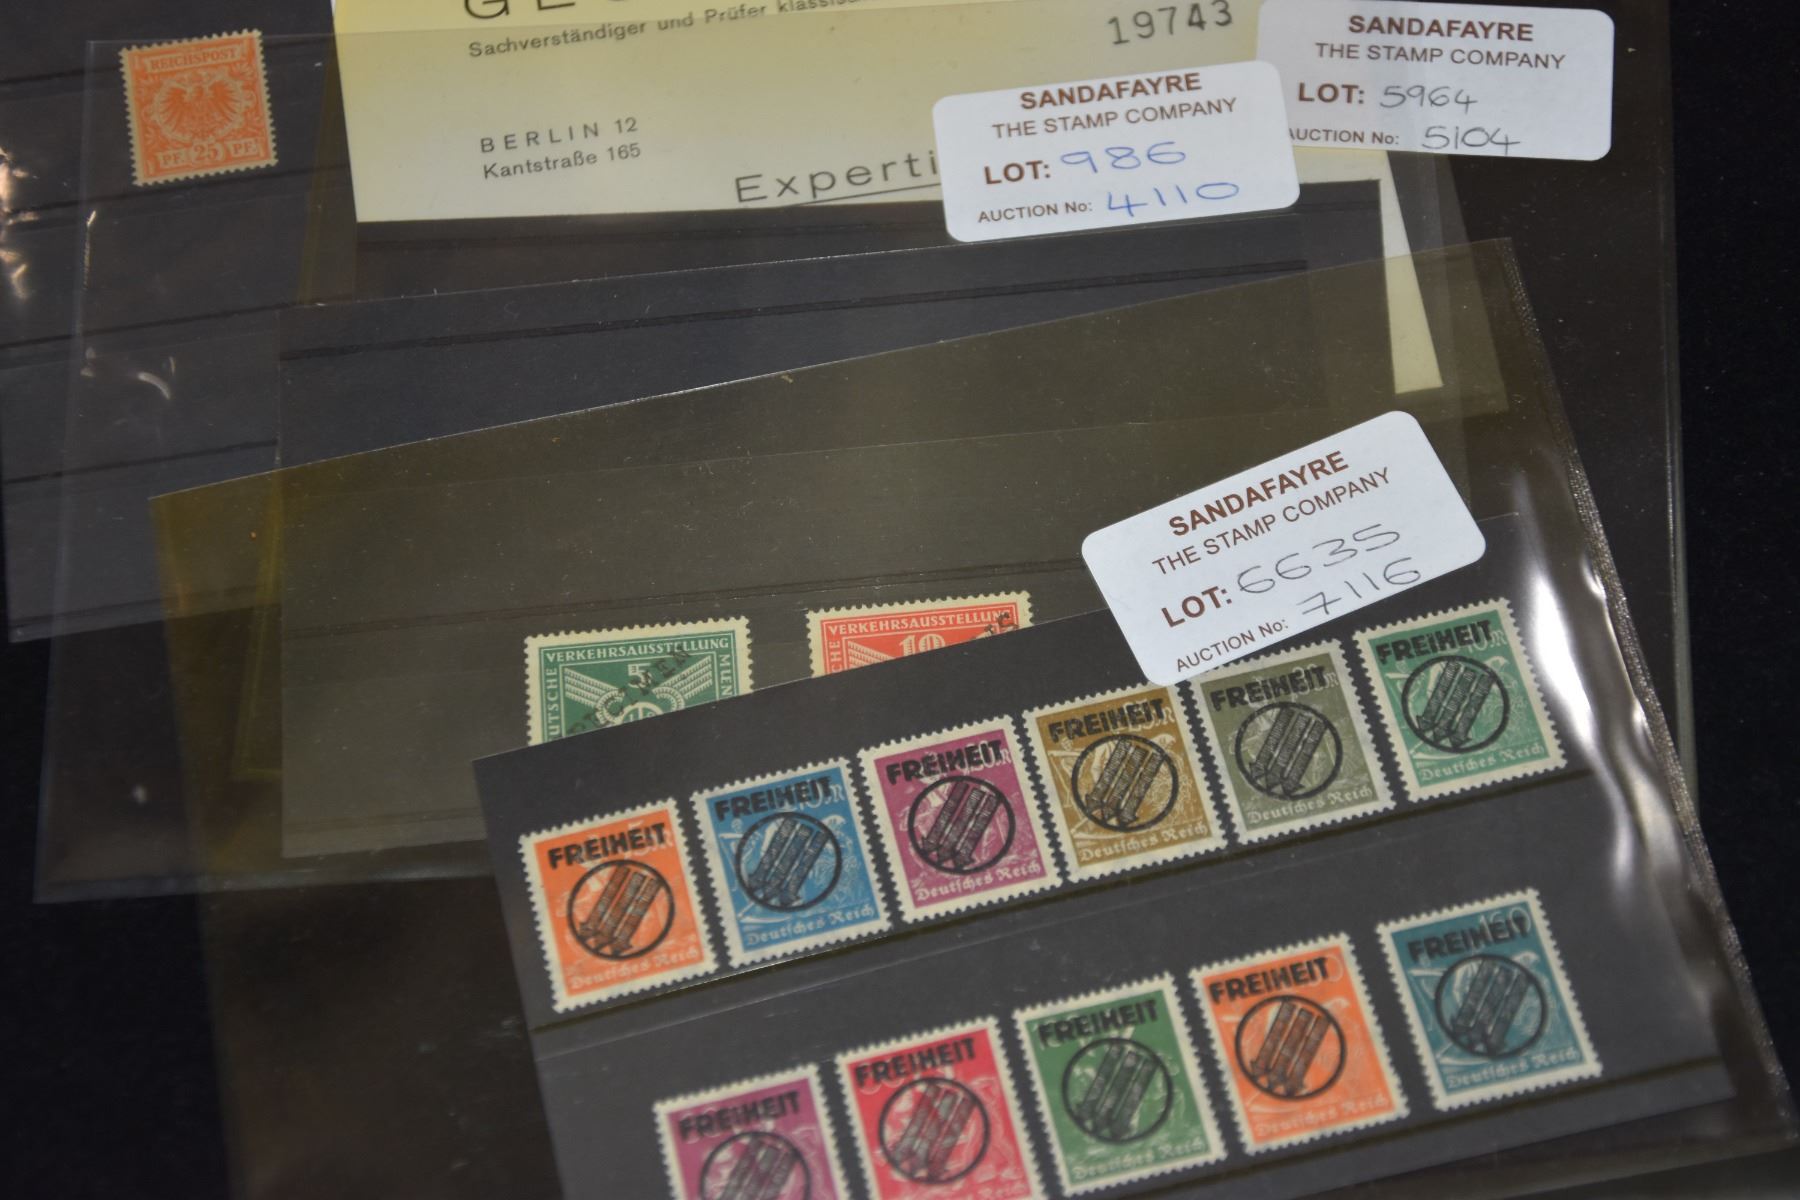 REICHSPOST
PF 25 PF
Sachverständiger und Prüfer
19743
BERLIN 12
Kantstraße 165
SANDAFAYRE
THE STAMP COMPANY
LOT: 986
AUCTION No: 4110
SANDAFAYRE
THE STAMP COMPANY
LOT: 5964
AUCTION No: 5104
SANDAFAYRE
THE STAMP COMPANY
LOT: 6635
AUCTION No: 7116
VERKEHRSAUSSTELLUNG
5
VERKEHRSAUSSTELLUNG
10
FREIHEIT
Deutsches Reich
FREIHEIT
Deutsches Reich
FREIHEIT
Deutsches Reich
FREIHEIT
Deutsches Reich
FREIHEIT
Deutsches Reich
FREIHEIT
Deutsches Reich
FREIHEIT
FREIHEIT
Deutsches Reich
FREIHEIT
Deutsches Reich
FREIHEIT
Deutsches Reich
FREIHEIT
Deutsches Reich